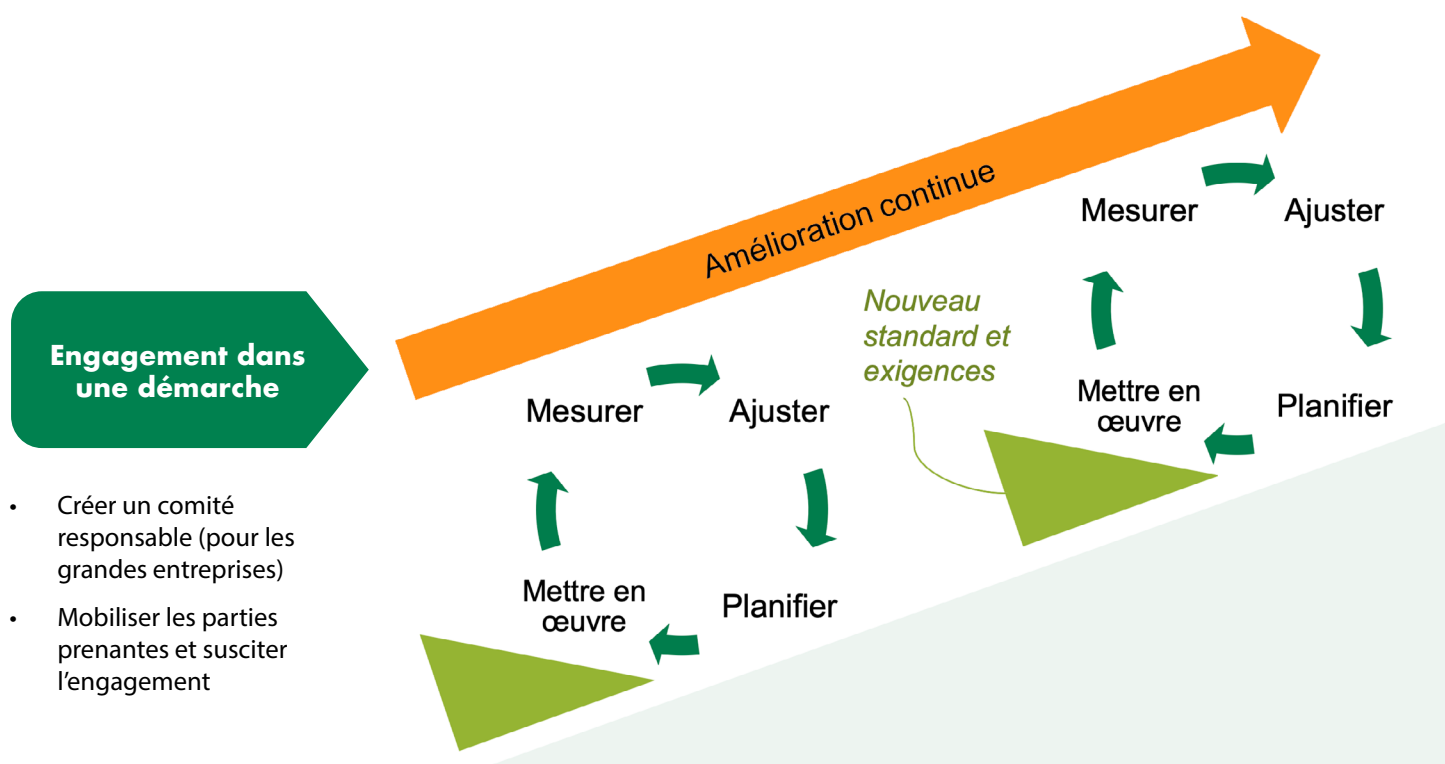 Engagement dans
une démarche
• Créer un comité
responsable (pour les
grandes entreprises)
• Mobiliser les parties
prenantes et susciter
l’engagement
Amélioration continue
Mesurer
Ajuster
Mettre en
œuvre
Planifier
Nouveau
standard et
exigences
Mesurer
Ajuster
Mettre en
œuvre
Planifier